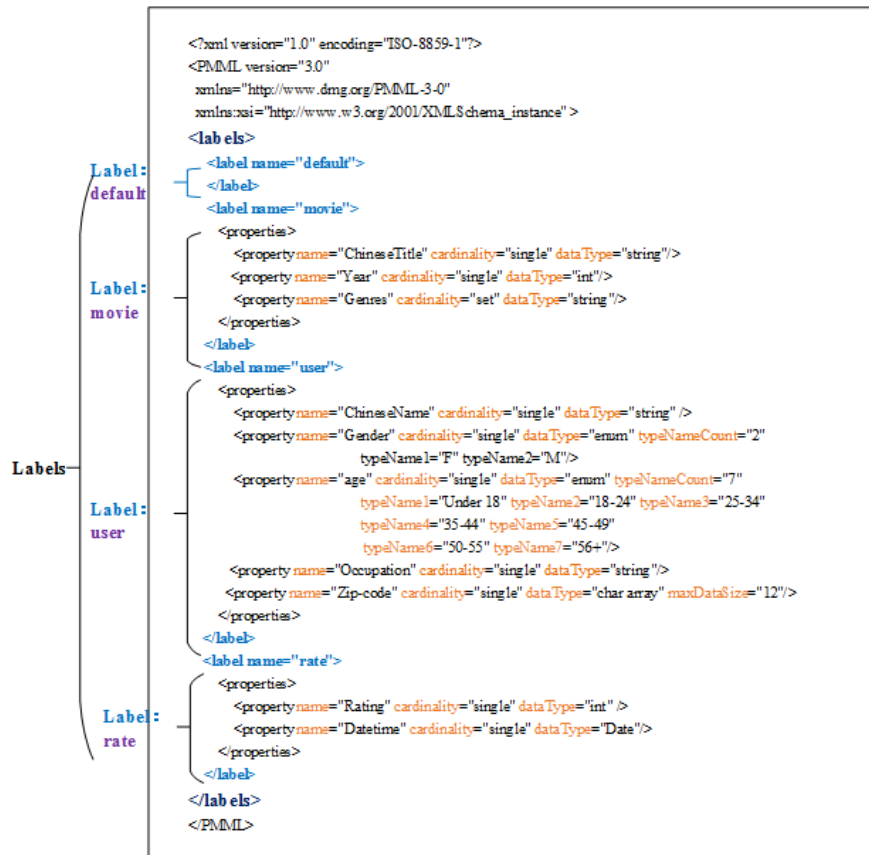 <?xml version="1.0" encoding="ISO-8859-1"?>
<PMML version="3.0"
xmlns="http://www.dmg.org/PMML-3-0"
xmlns:xsi="http://www.w3.org/2001/XMLSchema_instance" >
<labels>
<label name="default">
</label>
<label name="movie">
<properties>
<property name="ChineseTitle" cardinality="single" dataType="string"/>
<property name="Year" cardinality="single" dataType="int"/>
<property name="Genres" cardinality="set" dataType="string"/>
</properties>
</label>
<label name="user">
<properties>
<property name="ChineseName" cardinality="single" dataType="string" />
<property name="Gender" cardinality="single" dataType="enum" typeNameCount="2"
typeName1="F" typeName2="M"/>
<property name="age" cardinality="single" dataType="enum" typeNameCount="7"
typeName1="Under 18" typeName2="18-24" typeName3="25-34"
typeName4="35-44" typeName5="45-49"
typeName6="50-55" typeName7="56+"/>
<property name="Occupation" cardinality="single" dataType="string"/>
<property name="Zip-code" cardinality="single" dataType="char array" maxDataSize="12"/>
</properties>
</label>
<label name="rate">
<properties>
<property name="Rating" cardinality="single" dataType="int" />
<property name="Datetime" cardinality="single" dataType="Date"/>
</properties>
</label>
</labels>
</PMML>
Labels
Label:
default
Label:
movie
Label:
user
Label:
rate